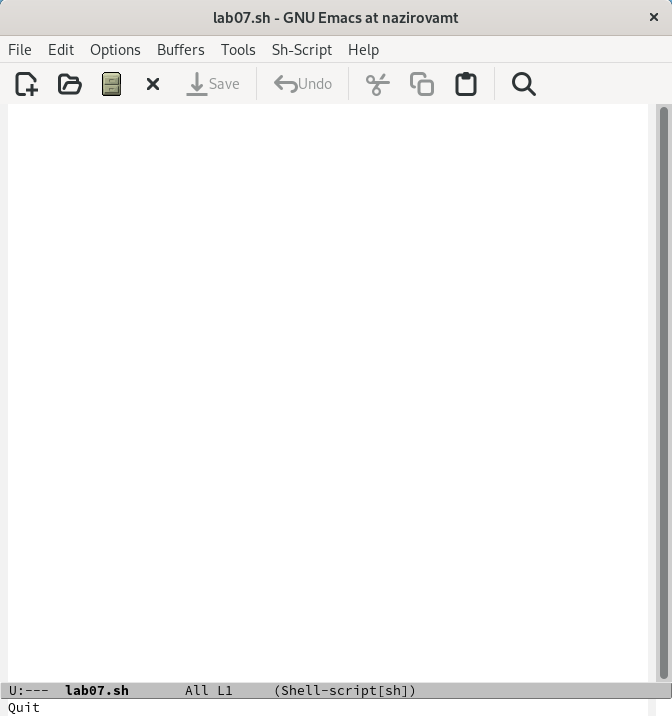 lab07.sh - GNU Emacs at nazirovamt
File Edit Options Buffers Tools Sh-Script Help
Save Undo
U:--- lab07.sh All L1 (Shell-script[sh])
Quit